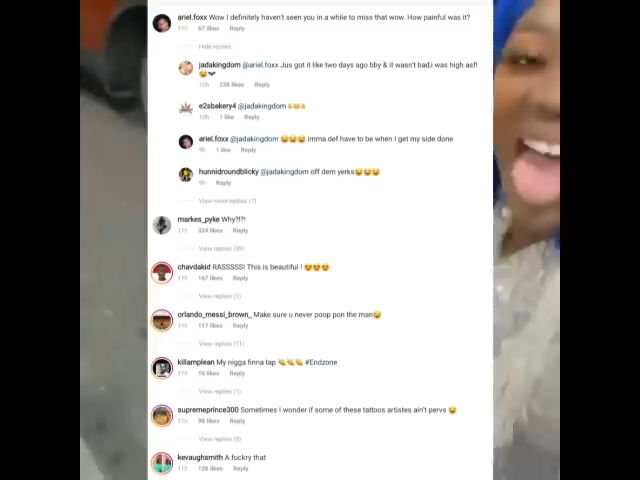 ariel.foxx Wow I definitely haven't seen you in a while to miss that wow. How painful was it?
11h 67 likes Reply
Hide replies
jadakingdom @ariel.foxx Jus got it like two days ago bby & it wasn't bad,i was high asf!
10h 228 likes Reply
e2sbakery4 @jadakingdom
10h 1 like Reply
ariel.foxx @jadakingdom 😂😂😂 imma def have to be when I get my side done
9h 1 like Reply
hunnidroundblicky @jadakingdom off dem yerks😂😂😂
9h Reply
View more replies (7)
markes_pyke Why?!?!
11h 324 likes Reply
View replies (39)
chavdakid RASSSSS! This is beautiful ! 😍😍😍
11h 167 likes Reply
View replies (1)
orlando_messi_brown_ Make sure u never poop pon the man😂
11h 117 likes Reply
View replies (11)
killamplean My nigga finna tap #Endzone
11h 16 likes Reply
View replies (1)
supremeprince300 Sometimes I wonder if some of these tattoos artistes ain't pervs 😂
11h 98 likes Reply
View replies (3)
kevaughsmith A fuckry that
11h 128 likes Reply